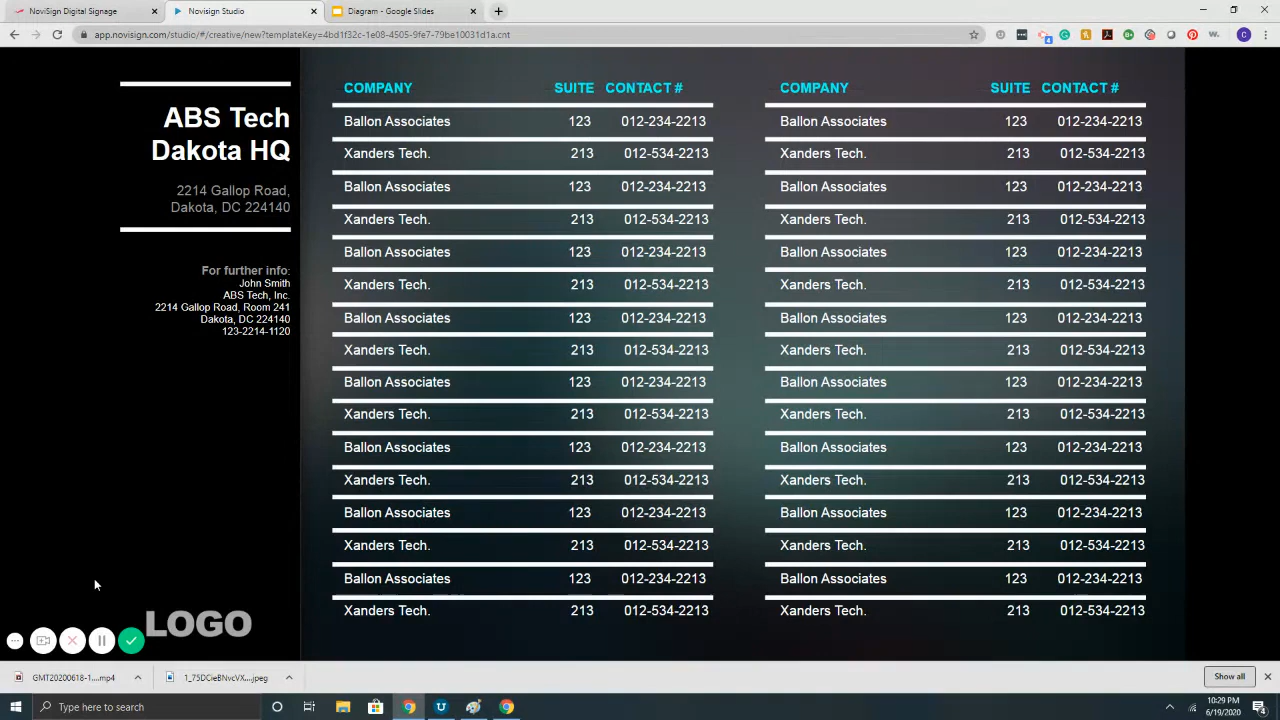 NoviSign Digital Signage
Novisign Studio
Diagram - Google Slides
app.novisign.com/studio/#/creative/new?templateKey=4bd1f32c-1e08-4505-9fe7-79be10031d1a.cnt
ABS Tech
Dakota HQ
2214 Gallop Road,
Dakota, DC 224140
For further info:
John Smith
ABS Tech, Inc.
2214 Gallop Road, Room 241
Dakota, DC 224140
123-2214-1120
LOGO
COMPANY SUITE CONTACT #
Ballon Associates 123 012-234-2213
Xanders Tech. 213 012-534-2213
Ballon Associates 123 012-234-2213
Xanders Tech. 213 012-534-2213
Ballon Associates 123 012-234-2213
Xanders Tech. 213 012-534-2213
Ballon Associates 123 012-234-2213
Xanders Tech. 213 012-534-2213
Ballon Associates 123 012-234-2213
Xanders Tech. 213 012-534-2213
Ballon Associates 123 012-234-2213
Xanders Tech. 213 012-534-2213
Ballon Associates 123 012-234-2213
Xanders Tech. 213 012-534-2213
Ballon Associates 123 012-234-2213
Xanders Tech. 213 012-534-2213
COMPANY SUITE CONTACT #
Ballon Associates 123 012-234-2213
Xanders Tech. 213 012-534-2213
Ballon Associates 123 012-234-2213
Xanders Tech. 213 012-534-2213
Ballon Associates 123 012-234-2213
Xanders Tech. 213 012-534-2213
Ballon Associates 123 012-234-2213
Xanders Tech. 213 012-534-2213
Ballon Associates 123 012-234-2213
Xanders Tech. 213 012-534-2213
Ballon Associates 123 012-234-2213
Xanders Tech. 213 012-534-2213
Ballon Associates 123 012-234-2213
Xanders Tech. 213 012-534-2213
Ballon Associates 123 012-234-2213
Xanders Tech. 213 012-534-2213
GMT20200618-1....mp4
1_75DCieBNvcVX....jpeg
Show all
Type here to search
10:29 PM
6/19/2020